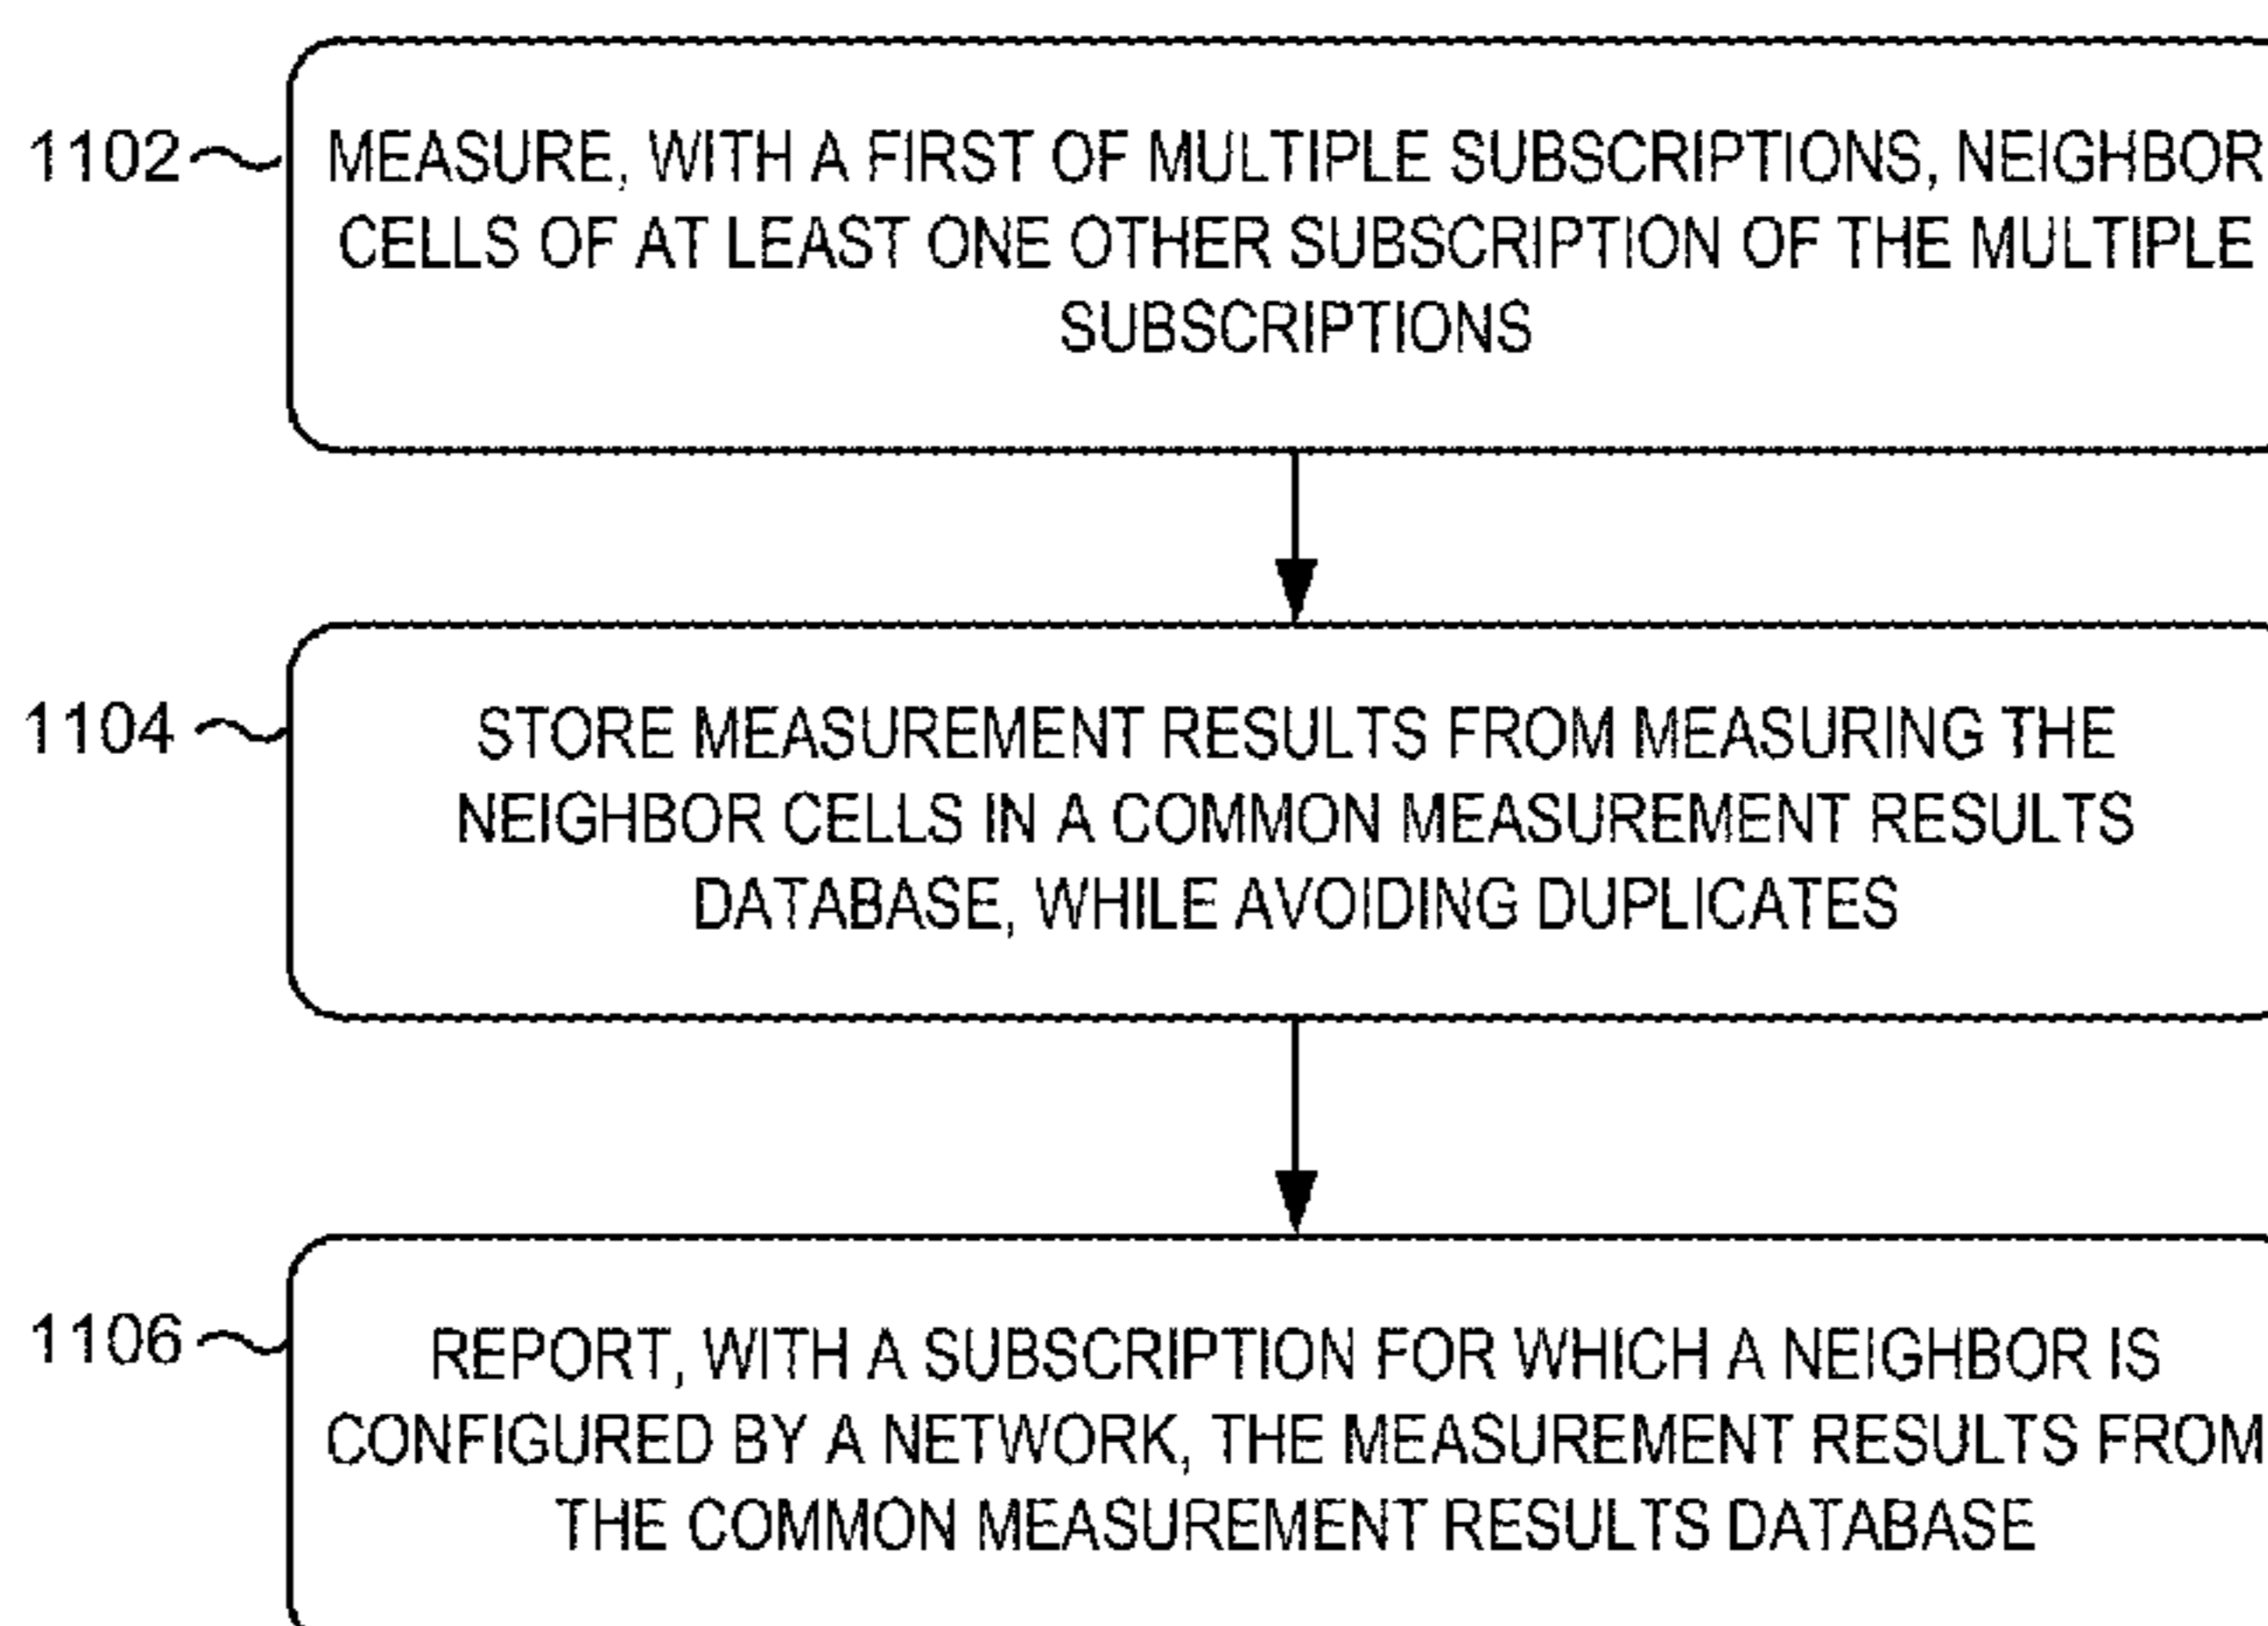 1102
MEASURE, WITH A FIRST OF MULTIPLE SUBSCRIPTIONS, NEIGHBOR
CELLS OF AT LEAST ONE OTHER SUBSCRIPTION OF THE MULTIPLE
SUBSCRIPTIONS
1104
STORE MEASUREMENT RESULTS FROM MEASURING THE
NEIGHBOR CELLS IN A COMMON MEASUREMENT RESULTS
DATABASE, WHILE AVOIDING DUPLICATES
1106
REPORT, WITH A SUBSCRIPTION FOR WHICH A NEIGHBOR IS
CONFIGURED BY A NETWORK, THE MEASUREMENT RESULTS FROM
THE COMMON MEASUREMENT RESULTS DATABASE